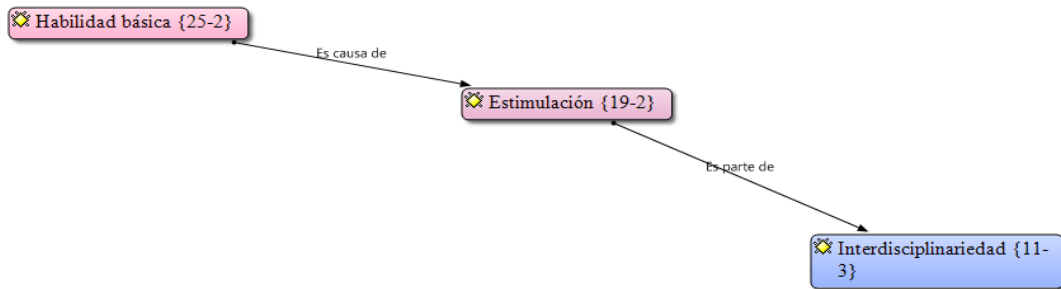 Habilidad básica {25-2}
Es causa de
Estimulación {19-2}
Es parte de
Interdisciplinariedad {11-
3}